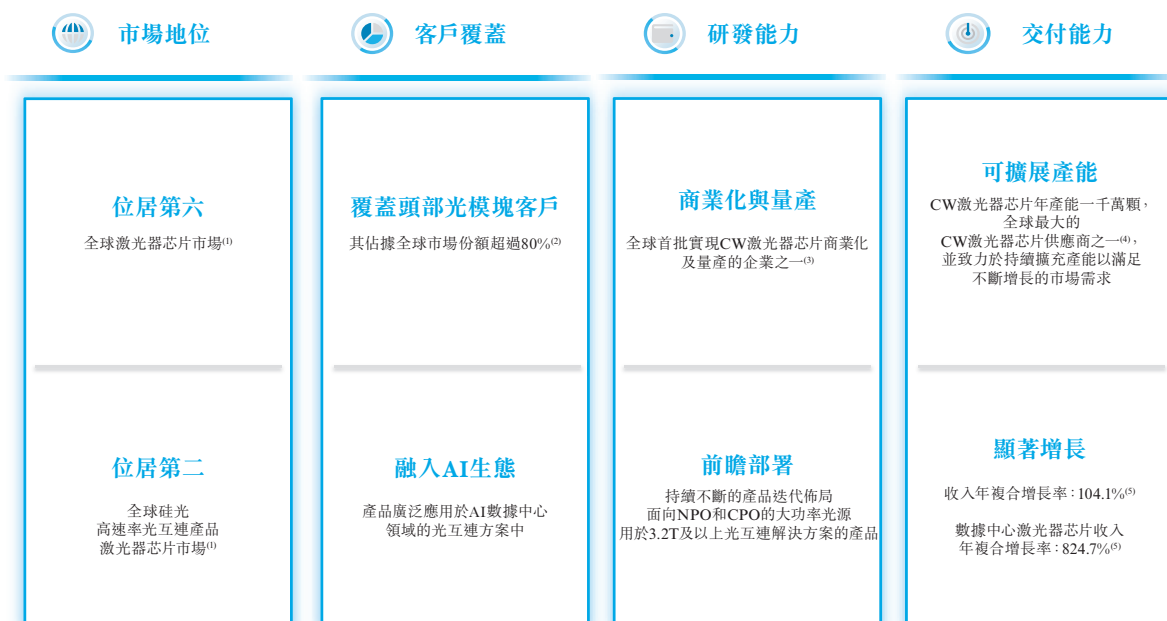 市場地位
客戶覆蓋
研發能力
交付能力
位居第六
全球激光器芯片市場(1)
位居第二
全球硅光
高速率光互連產品
激光器芯片市場(1)
覆蓋頭部光模塊客戶
其佔據全球市場份額超過80%(2)
融入AI生態
產品廣泛應用於AI數據中心
領域的光互連方案中
商業化與量產
全球首批實現CW激光器芯片商業化
及量產的企業之一(3)
前瞻部署
持續不斷的產品迭代佈局
面向NPO和CPO的大功率光源
用於3.2T及以上光互連解決方案的產品
可擴展產能
CW激光器芯片年產能一千萬顆，
全球最大的
CW激光器芯片供應商之一(4)，
並致力於持續擴充產能以滿足
不斷增長的市場需求
顯著增長
收入年複合增長率：104.1%(5)
數據中心激光器芯片收入
年複合增長率：824.7%(5)